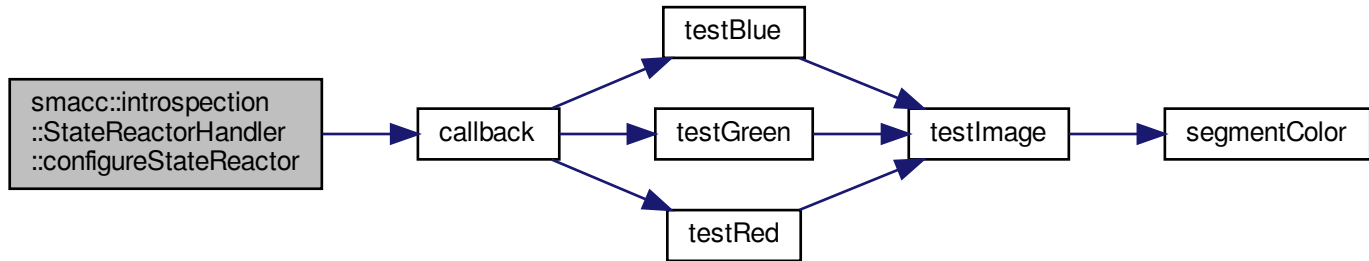 smacc::introspection
::StateReactorHandler
::configureStateReactor
callback
testBlue
testGreen
testRed
testImage
segmentColor